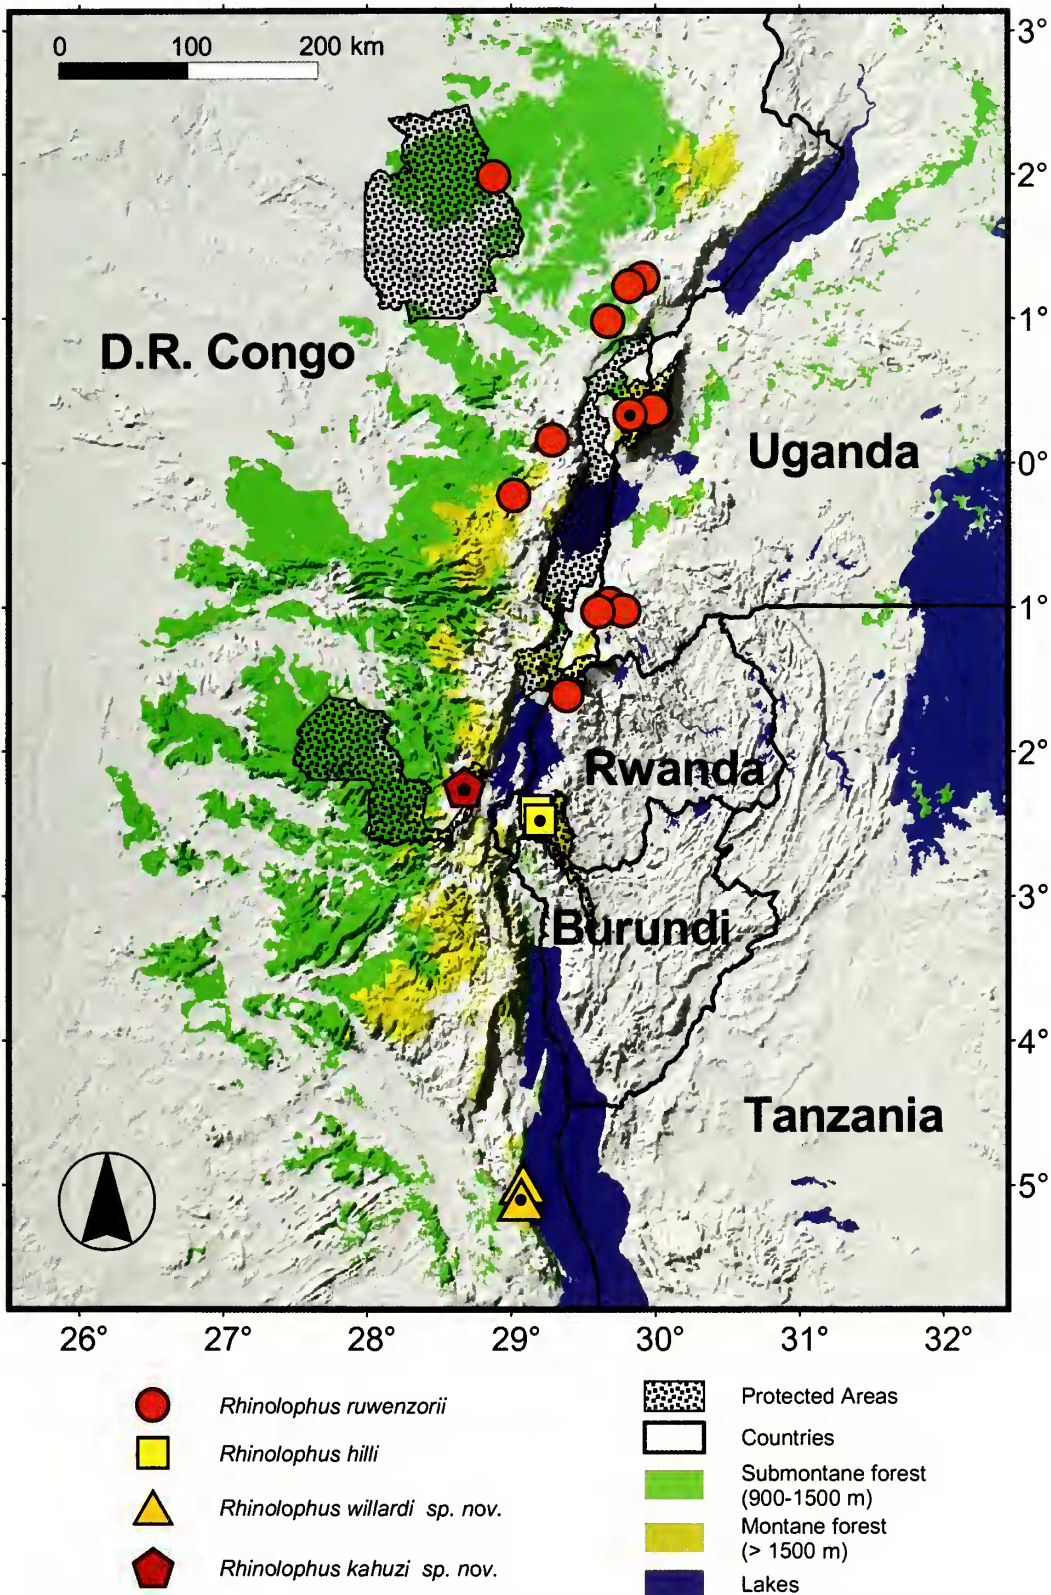 0 100 200 km
3°
2°
1°
0°
1°
2°
3°
4°
5°
D.R. Congo
Uganda
Rwanda
Burundi
Tanzania
26° 27° 28° 29° 30° 31° 32°
Rhinolophus ruwenzorii
Rhinolophus hilli
Rhinolophus willardi sp. nov.
Rhinolophus kahuzi sp. nov.
Protected Areas
Countries
Submontane forest
(900-1500 m)
Montane forest
(> 1500 m)
Lakes